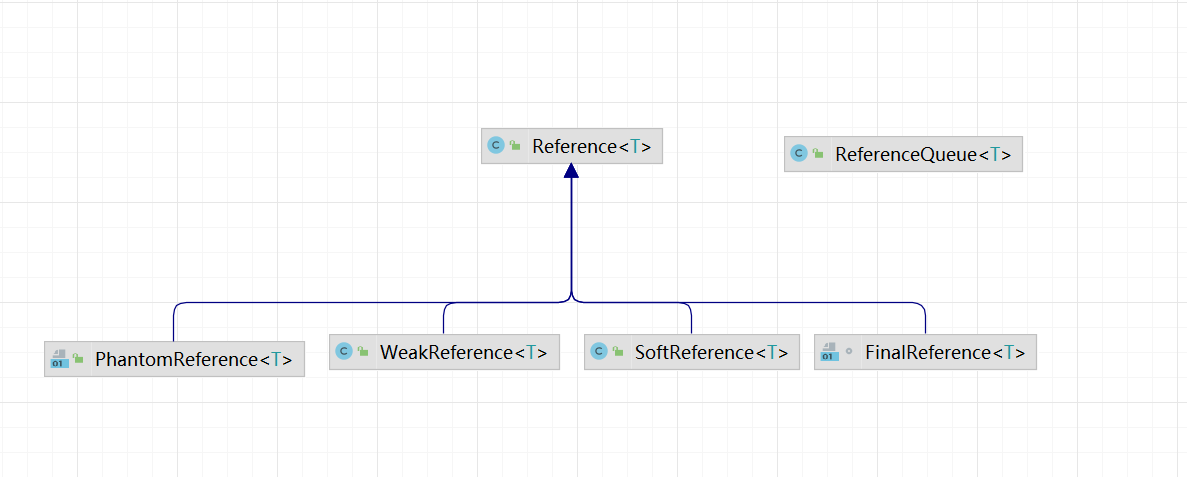 Reference<T>
ReferenceQueue<T>
PhantomReference<T>
WeakReference<T>
SoftReference<T>
FinalReference<T>